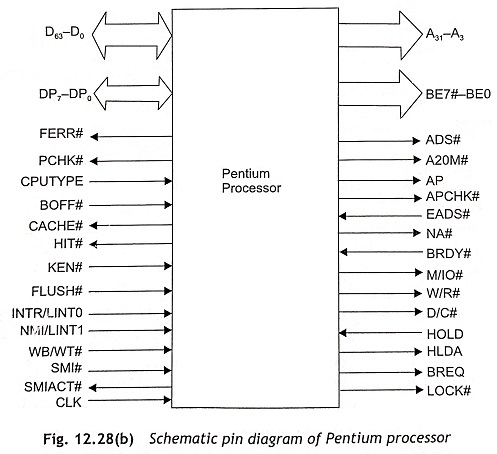 D63–D0
DP7–DP0
FERR#
PCHK#
CPUTYPE
BOFF#
CACHE#
HIT#
KEN#
FLUSH#
INTR/LINT0
NMI/LINT1
WB/WT#
SMI#
SMIACT#
CLK
Pentium
Processor
A31–A3
BE7#–BE0
ADS#
A20M#
AP
APCHK#
EADS#
NA#
BRDY#
M/IO#
W/R#
D/C#
HOLD
HLDA
BREQ
LOCK#
Fig. 12.28(b) Schematic pin diagram of Pentium processor